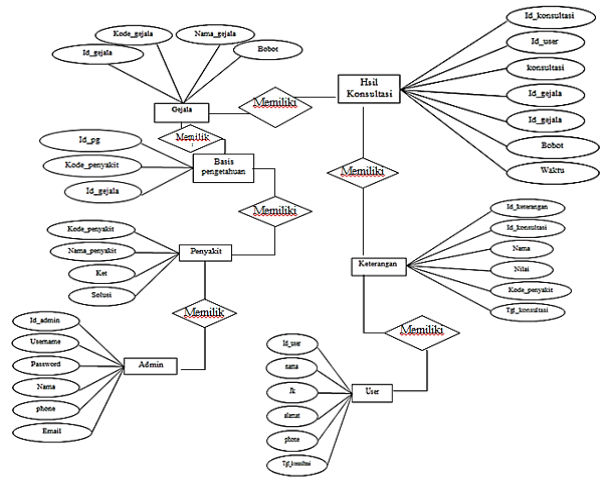 Kode_gejala
Nama_gejala
Id_gejala
Bobot
Gejala
Memiliki
Hsil
Konsultasi
Id_konsultasi
Id_user
konsultasi
Id_gejala
Id_gejala
Bobot
Waktu
Memilik
Id_pg
Kode_penyakit
Id_gejala
Basis
pengetahuan
Memiliki
Memiliki
Kode_penyakit
Nama_penyakit
Ket
Solusi
Penyakit
Keterangan
Id_keterangan
Id_konsultasi
Nama
Nilai
Kode_penyakit
Tgl_konsultasi
Memilik
Memiliki
Id_admin
Username
Password
Nama
phone
Email
Admin
Id_user
nama
Jk
alamat
phone
Tgl_konsultasi
User